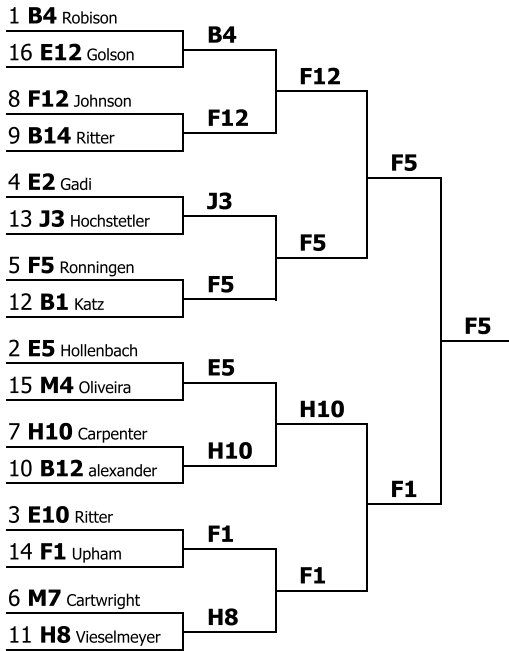 1 B4 Robison
16 E12 Golson
8 F12 Johnson
9 B14 Ritter
4 E2 Gadi
13 J3 Hochstetler
5 F5 Ronningen
12 B1 Katz
2 E5 Hollenbach
15 M4 Oliveira
7 H10 Carpenter
10 B12 alexander
3 E10 Ritter
14 F1 Upham
6 M7 Cartwright
11 H8 Vieselmeyer
B4
F12
J3
F5
E5
H10
F1
H8
F12
F5
H10
F1
F5
F1
F5